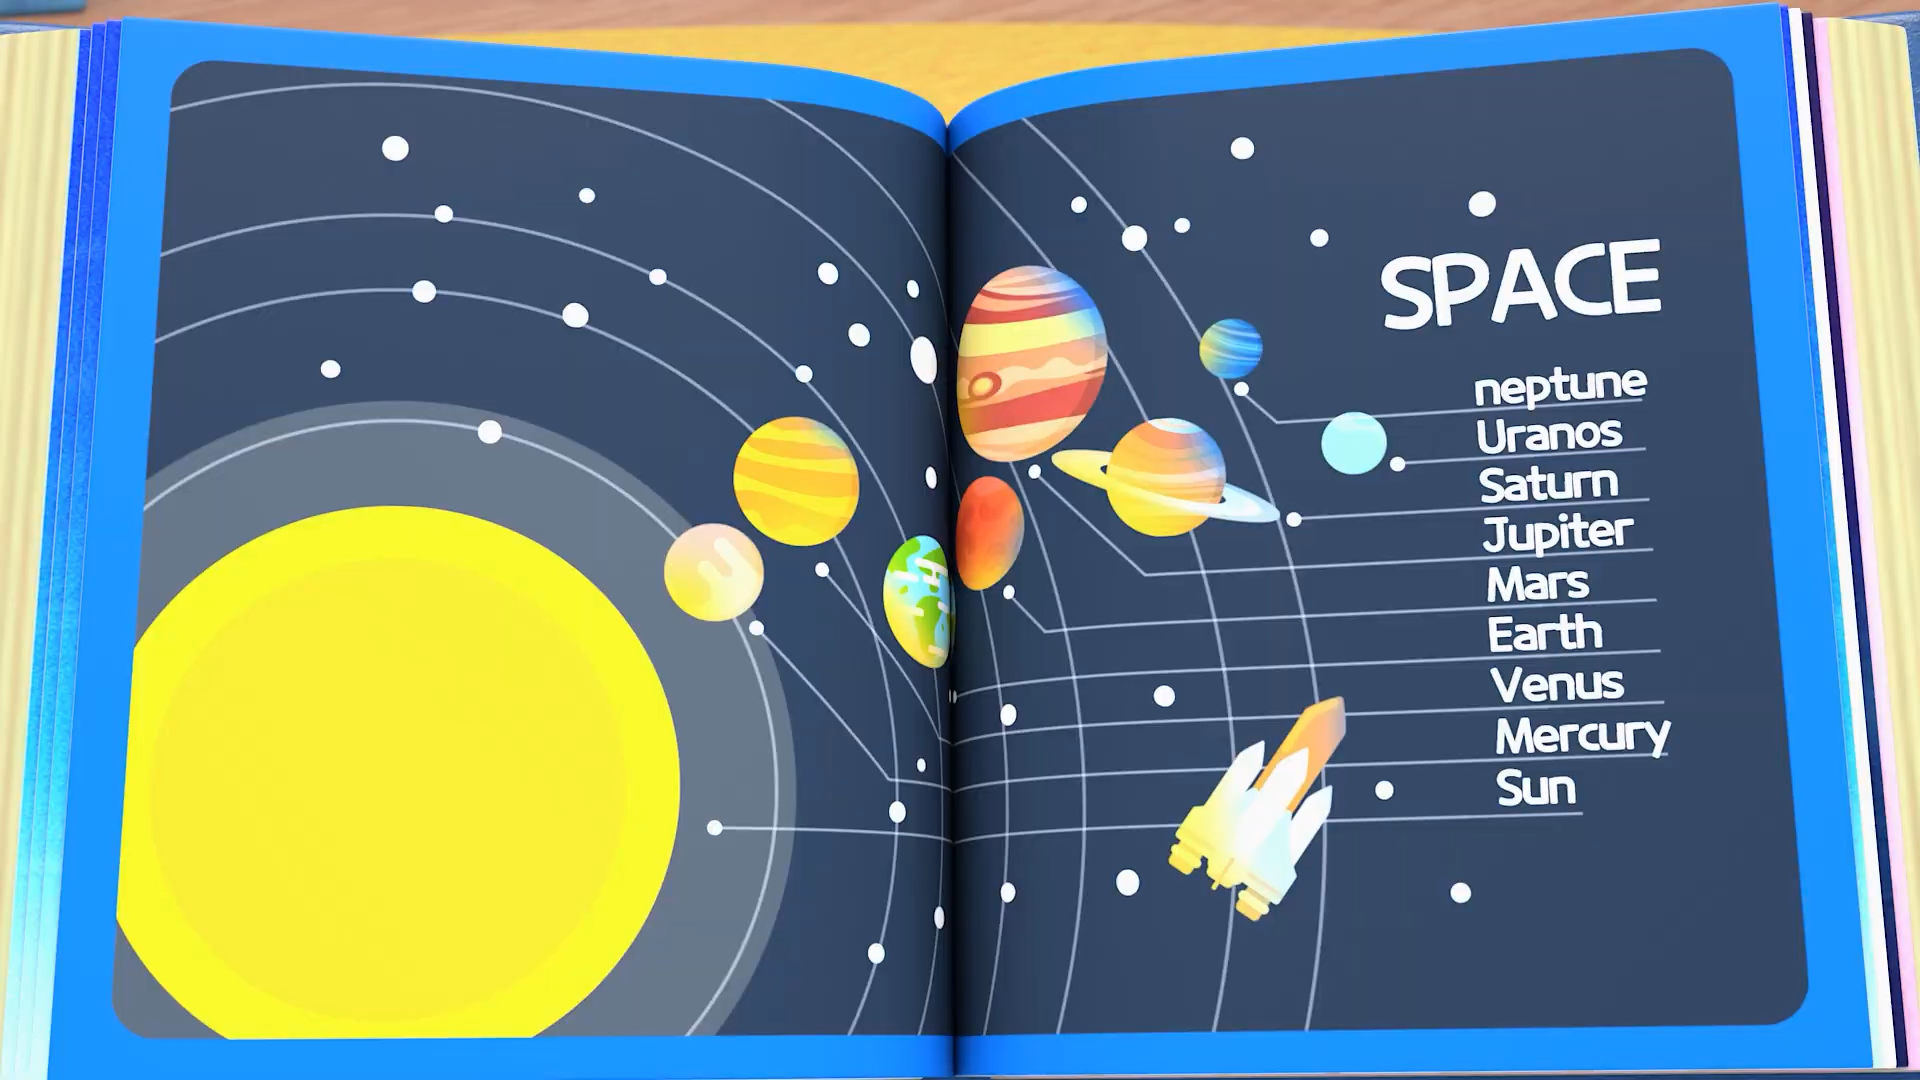 SPACE
neptune
Uranos
Saturn
Jupiter
Mars
Earth
Venus
Mercury
Sun